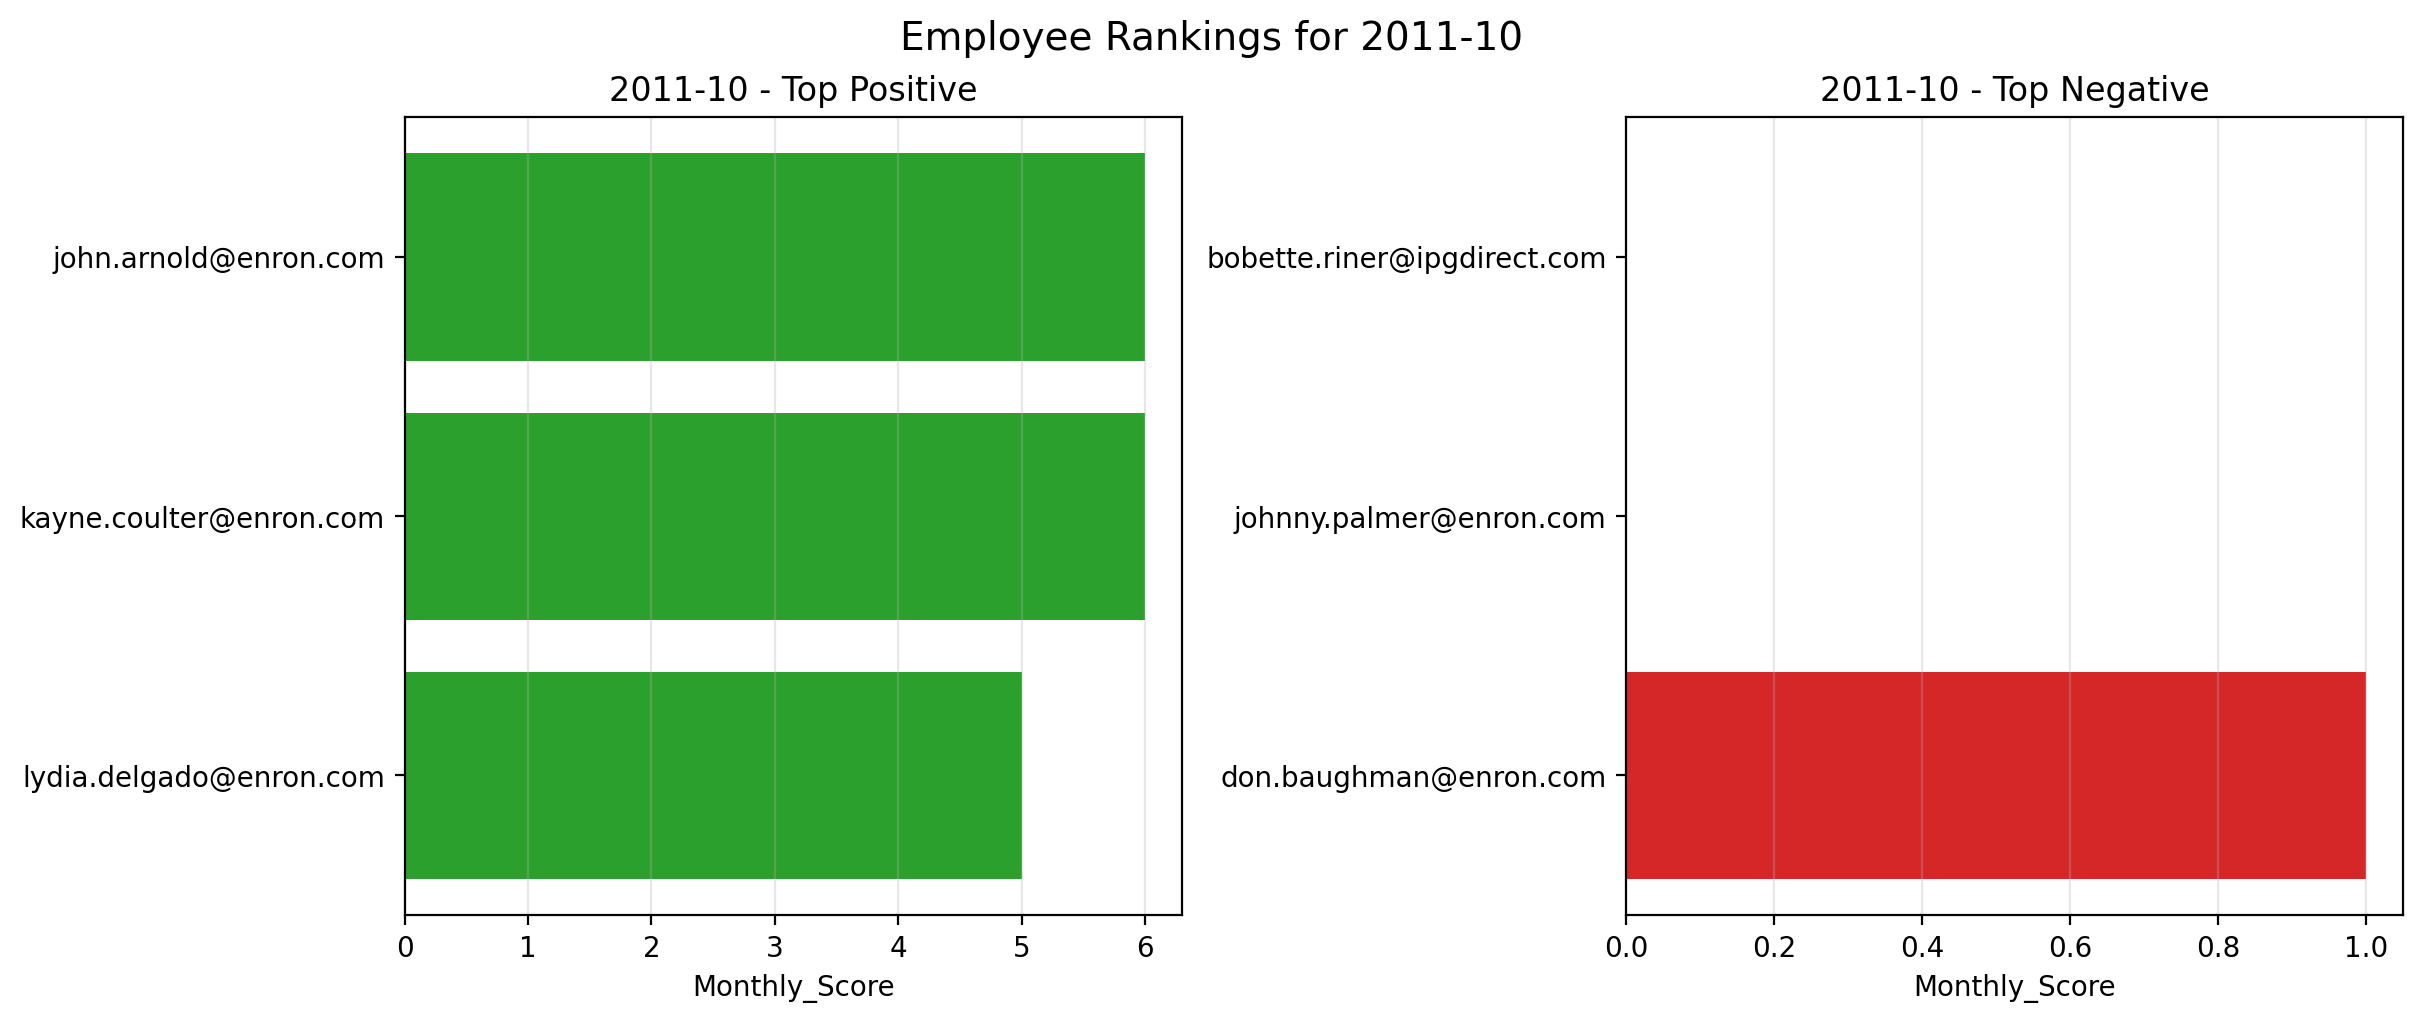 Employee Rankings for 2011-10
2011-10 - Top Positive
john.arnold@enron.com
kayne.coulter@enron.com
lydia.delgado@enron.com
0 1 2 3 4 5 6
Monthly_Score
2011-10 - Top Negative
bobette.riner@ipgdirect.com
johnny.palmer@enron.com
don.baughman@enron.com
0.0 0.2 0.4 0.6 0.8 1.0
Monthly_Score